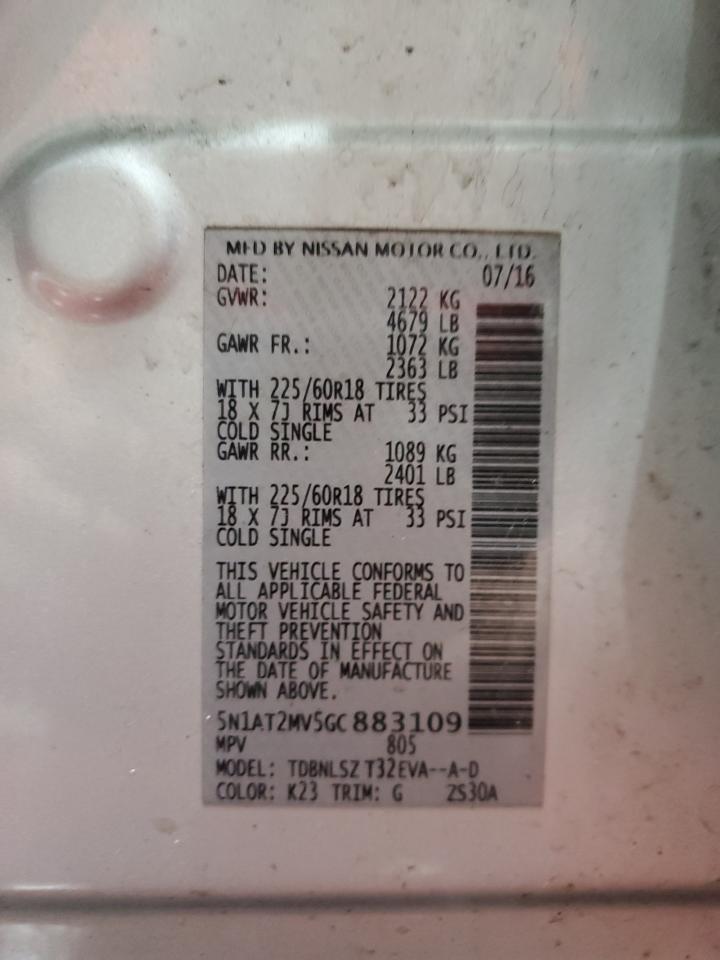 MFD BY NISSAN MOTOR CO., LTD.
DATE: 07/16
GVWR: 2122 KG
4679 LB
GAWR FR.: 1072 KG
2363 LB
WITH 225/60R18 TIRES
18 X 7J RIMS AT 33 PSI
COLD SINGLE
GAWR RR.: 1089 KG
2401 LB
WITH 225/60R18 TIRES
18 X 7J RIMS AT 33 PSI
COLD SINGLE
THIS VEHICLE CONFORMS TO
ALL APPLICABLE FEDERAL
MOTOR VEHICLE SAFETY AND
THEFT PREVENTION
STANDARDS IN EFFECT ON
THE DATE OF MANUFACTURE
SHOWN ABOVE.
5N1AT2MV5GC883109
MPV 805
MODEL: TDBNLSZ T32EVA--A-D
COLOR: K23 TRIM: G ZS30A